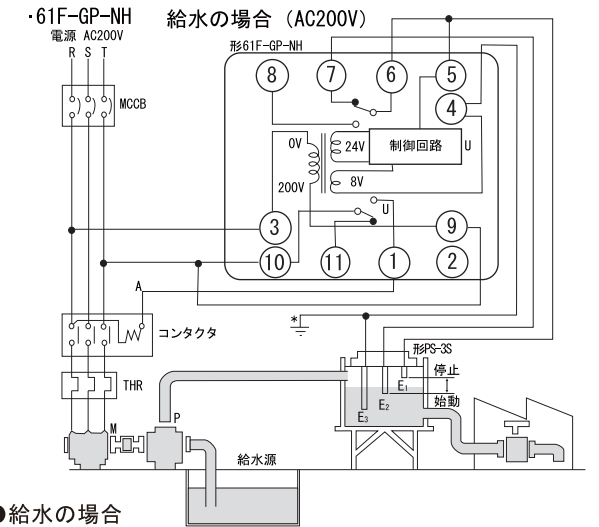 ・61F-GP-NH 給水の場合 (AC200V)
電源 AC200V
形61F-GP-NH
R S T
MCCB
8 7 6 5
4
0V 24V 制御回路 U
200V 8V
U
3 9
10 11 1 2
A
*
コンタクタ
形PS-3S
THR
停止
E1
始動
E2
E3
M P
給水源
●給水の場合